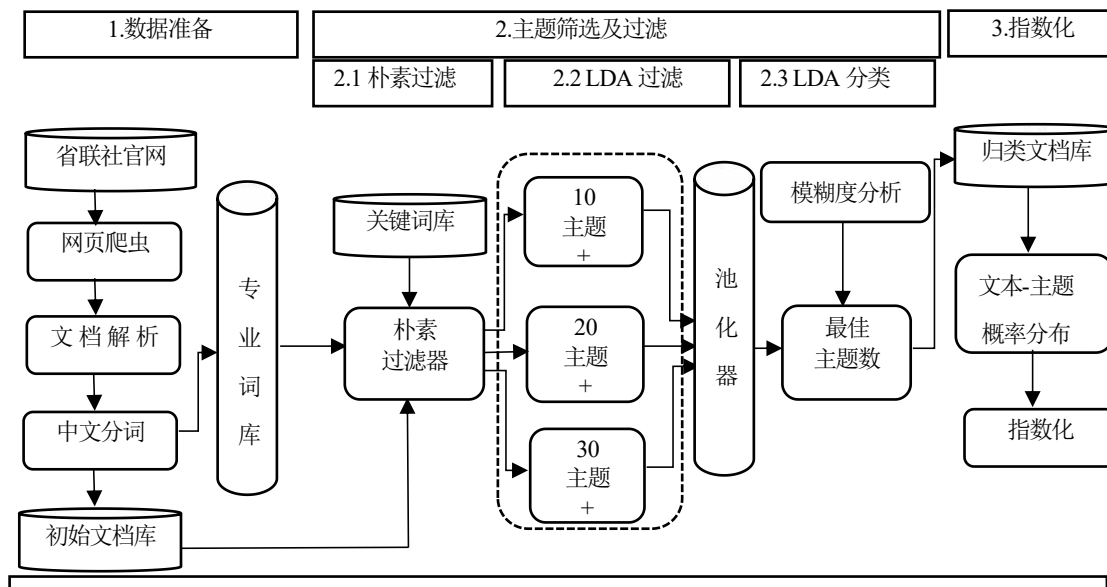 1.数据准备
2.主题筛选及过滤
3.指数化
2.1 朴素过滤
2.2 LDA 过滤
2.3 LDA 分类
省联社官网
网页爬虫
文档解析
中文分词
初始文档库
专
业
词
库
关键词库
朴素
过滤器
10
主题
+
20
主题
+
30
主题
+
池
化
器
模糊度分析
最佳
主题数
归类文档库
文本-主题
概率分布
指数化